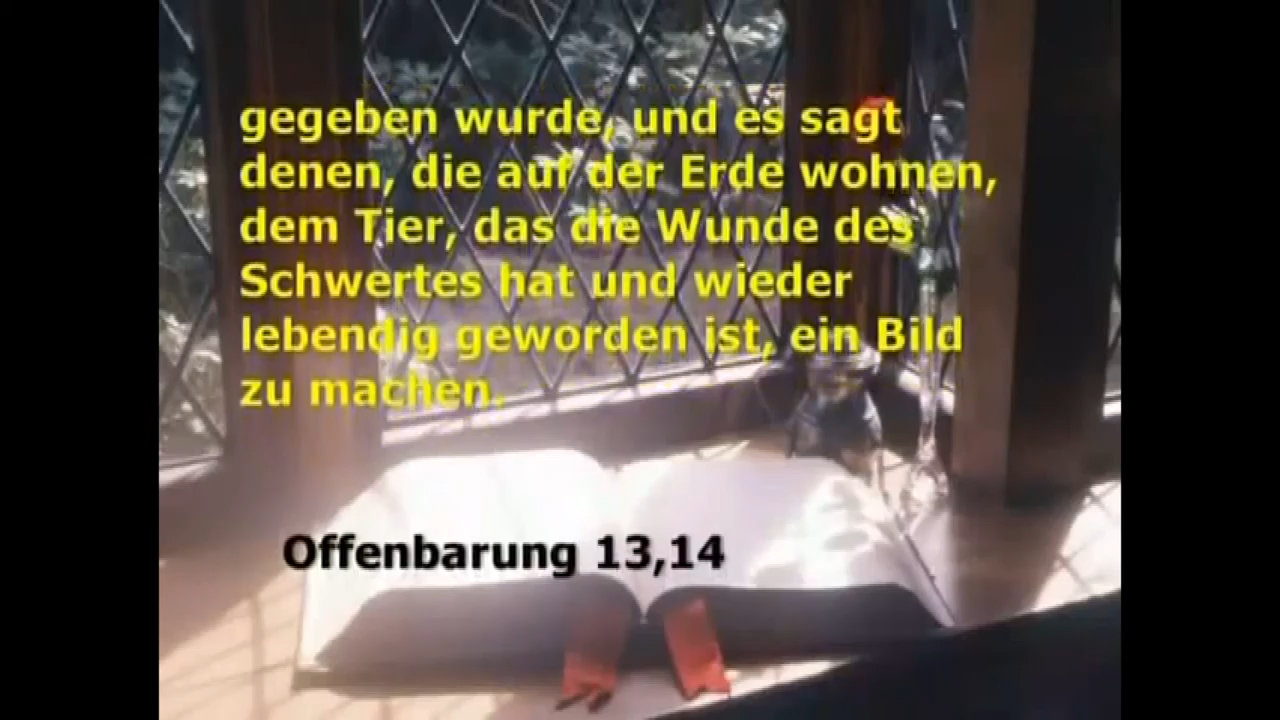 gegeben wurde, und es sagt
denen, die auf der Erde wohnen,
dem Tier, das die Wunde des
Schwertes hat und wieder
lebendig geworden ist, ein Bild
zu machen.
Offenbarung 13,14